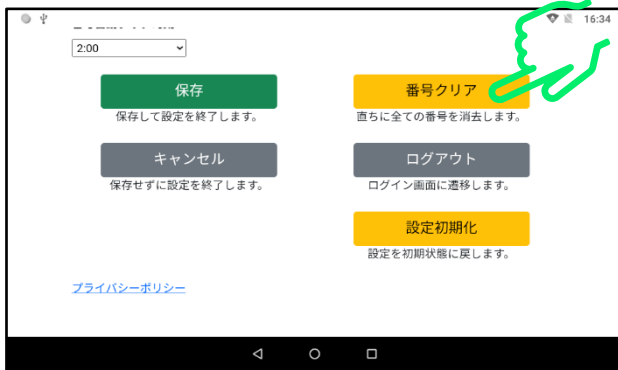 16:34
2:00
保存
保存して設定を終了します。
番号クリア
直ちに全ての番号を消去します。
キャンセル
保存せずに設定を終了します。
ログアウト
ログイン画面に遷移します。
設定初期化
設定を初期状態に戻します。
プライバシーポリシー